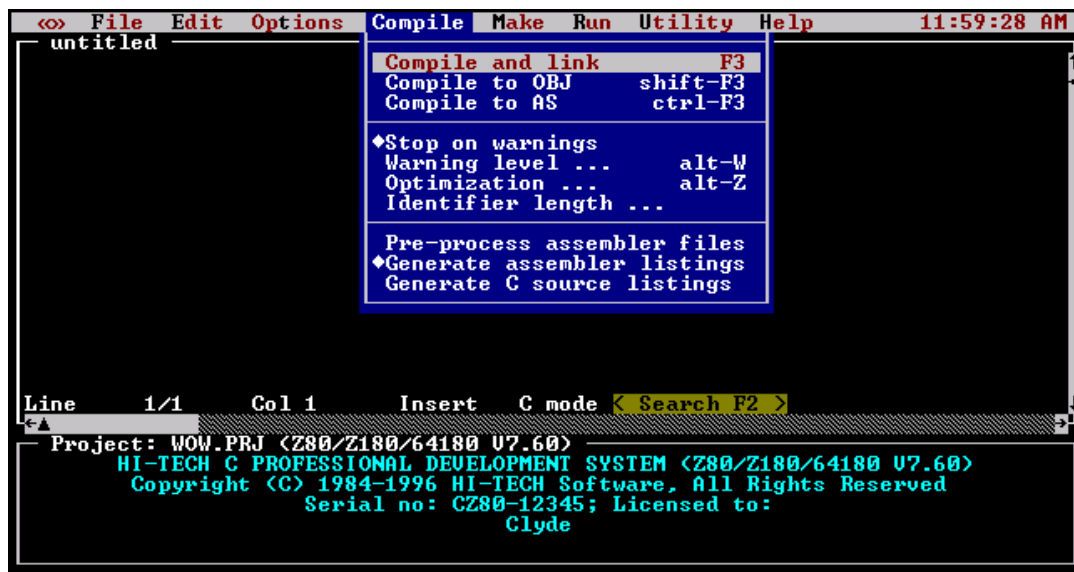 <<>> File Edit Options Compile Make Run Utility Help 11:59:28 AM
untitled
Compile and link F3
Compile to OBJ shift-F3
Compile to AS ctrl-F3
◆Stop on warnings
Warning level ... alt-W
Optimization ... alt-Z
Identifier length ...
Pre-process assembler files
◆Generate assembler listings
Generate C source listings
Line 1/1 Col 1 Insert C mode < Search F2 >
Project: WOW.PRJ (Z80/Z180/64180 V7.60)
HI-TECH C PROFESSIONAL DEVELOPMENT SYSTEM (Z80/Z180/64180 V7.60)
Copyright (C) 1984-1996 HI-TECH Software, All Rights Reserved
Serial no: CZ80-12345; Licensed to:
Clyde